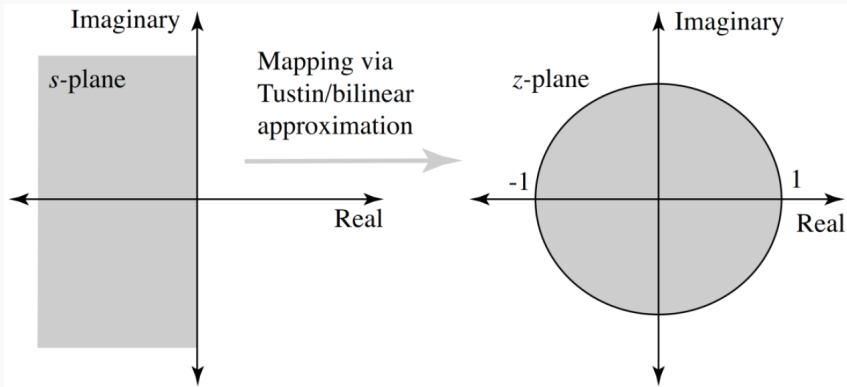 Imaginary
s-plane
Real
Mapping via
Tustin/bilinear
approximation
Imaginary
z-plane
-1
1
Real